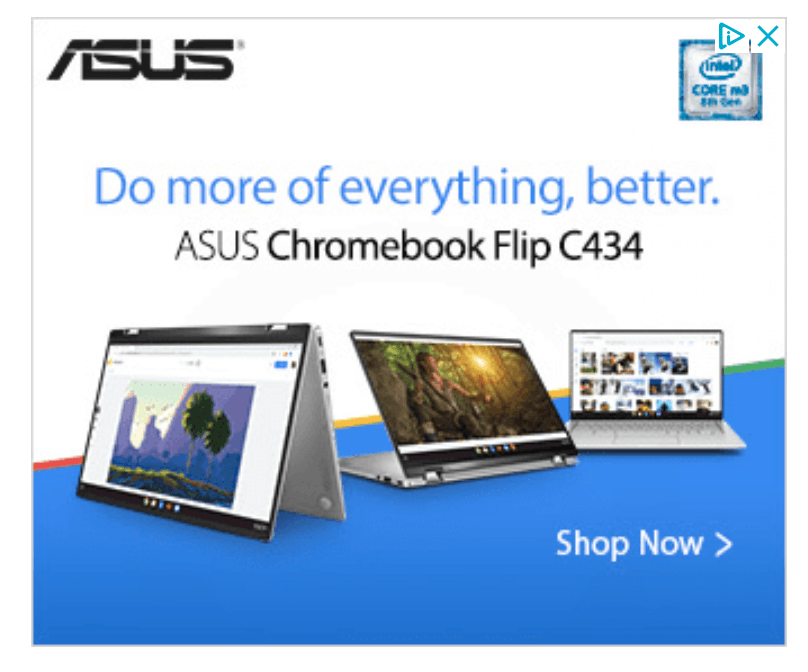 ASUS
intel
CORE m3
8th Gen
Do more of everything, better.
ASUS Chromebook Flip C434
Shop Now >